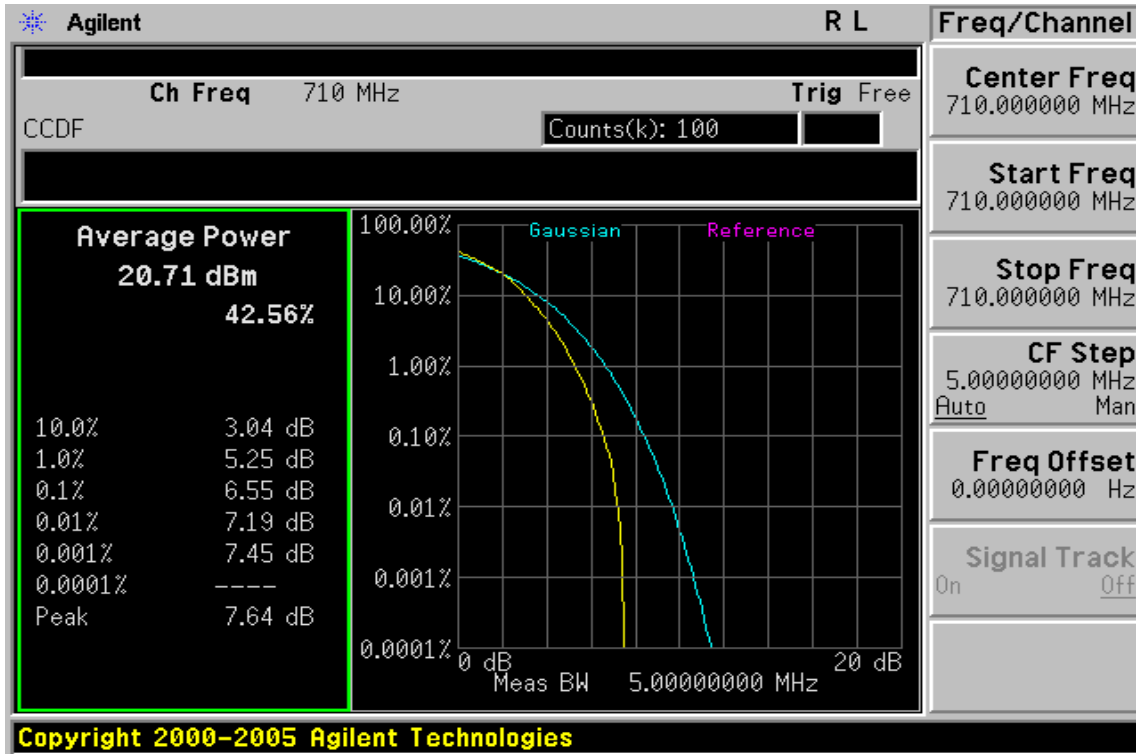 Agilent R L
Ch Freq 710 MHz Trig Free
CCDF Counts(k): 100
Average Power
20.71 dBm
42.56%
10.0% 3.04 dB
1.0% 5.25 dB
0.1% 6.55 dB
0.01% 7.19 dB
0.001% 7.45 dB
0.0001% ----
Peak 7.64 dB
Gaussian Reference
100.00%
10.00%
1.00%
0.10%
0.01%
0.001%
0.0001%
0 dB 20 dB
Meas BW 5.00000000 MHz
Freq/Channel
Center Freq
710.000000 MHz
Start Freq
710.000000 MHz
Stop Freq
710.000000 MHz
CF Step
5.00000000 MHz
Auto Man
Freq Offset
0.00000000 Hz
Signal Track
On Off
Copyright 2000-2005 Agilent Technologies